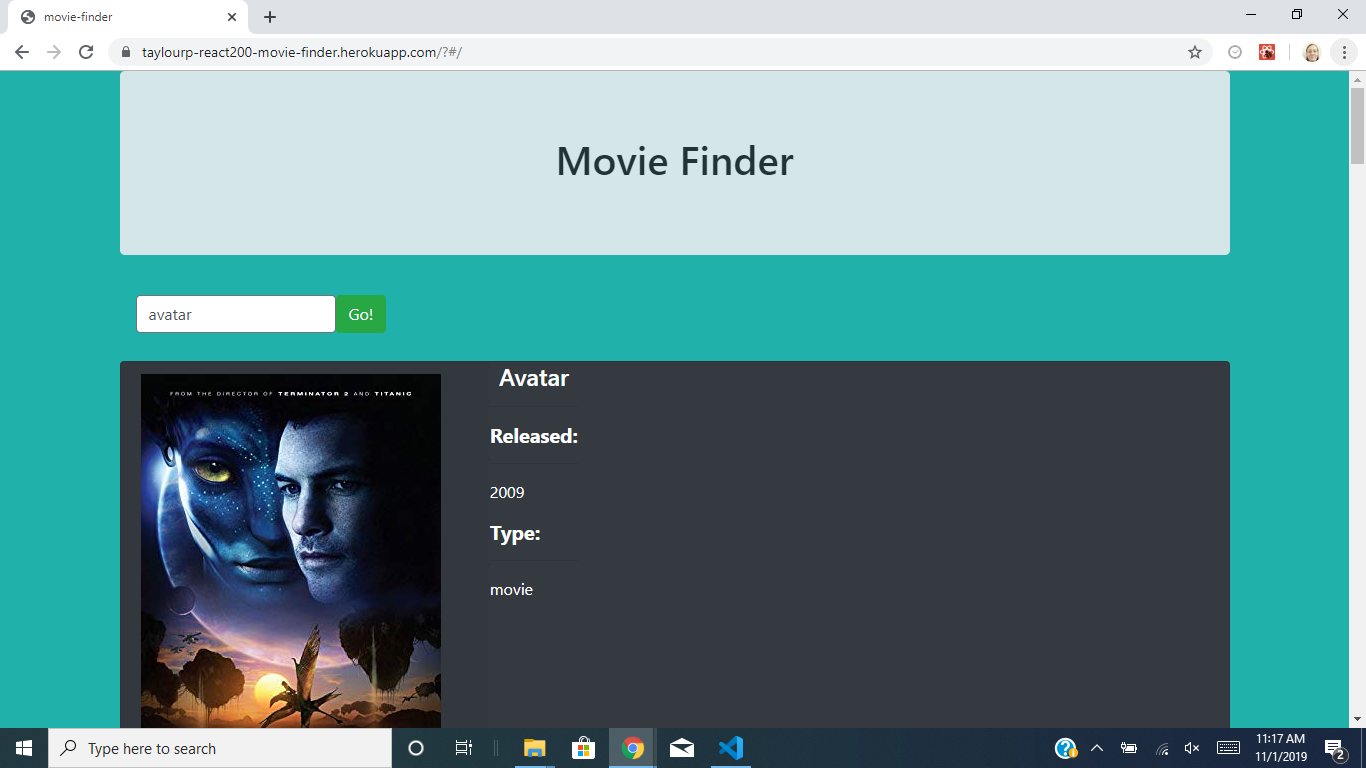 movie-finder
taylourp-react200-movie-finder.herokuapp.com/?#/
Movie Finder
avatar Go!
FROM THE DIRECTOR OF TERMINATOR 2 AND TITANIC
Avatar
Released:
2009
Type:
movie
Type here to search
11:17 AM
11/1/2019
2